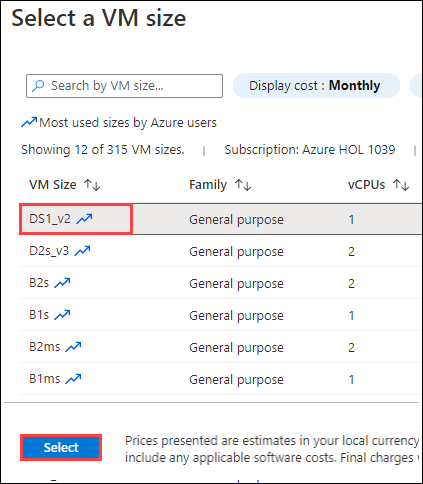 Select a VM size
Search by VM size...
Display cost : Monthly
Most used sizes by Azure users
Showing 12 of 315 VM sizes. | Subscription: Azure HOL 1039 |
VM Size ↑↓ Family ↑↓ vCPUs ↑↓
DS1_v2 General purpose 1
D2s_v3 General purpose 2
B2s General purpose 2
B1s General purpose 1
B2ms General purpose 2
B1ms General purpose 1
Select
Prices presented are estimates in your local currency
include any applicable software costs. Final charges